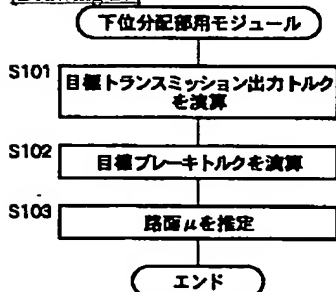 下位分配部用モジュール
S101
目標トランスミッション出力トルク
を演算
S102
目標ブレーキトルクを演算
S103
路面μを推定
エンド